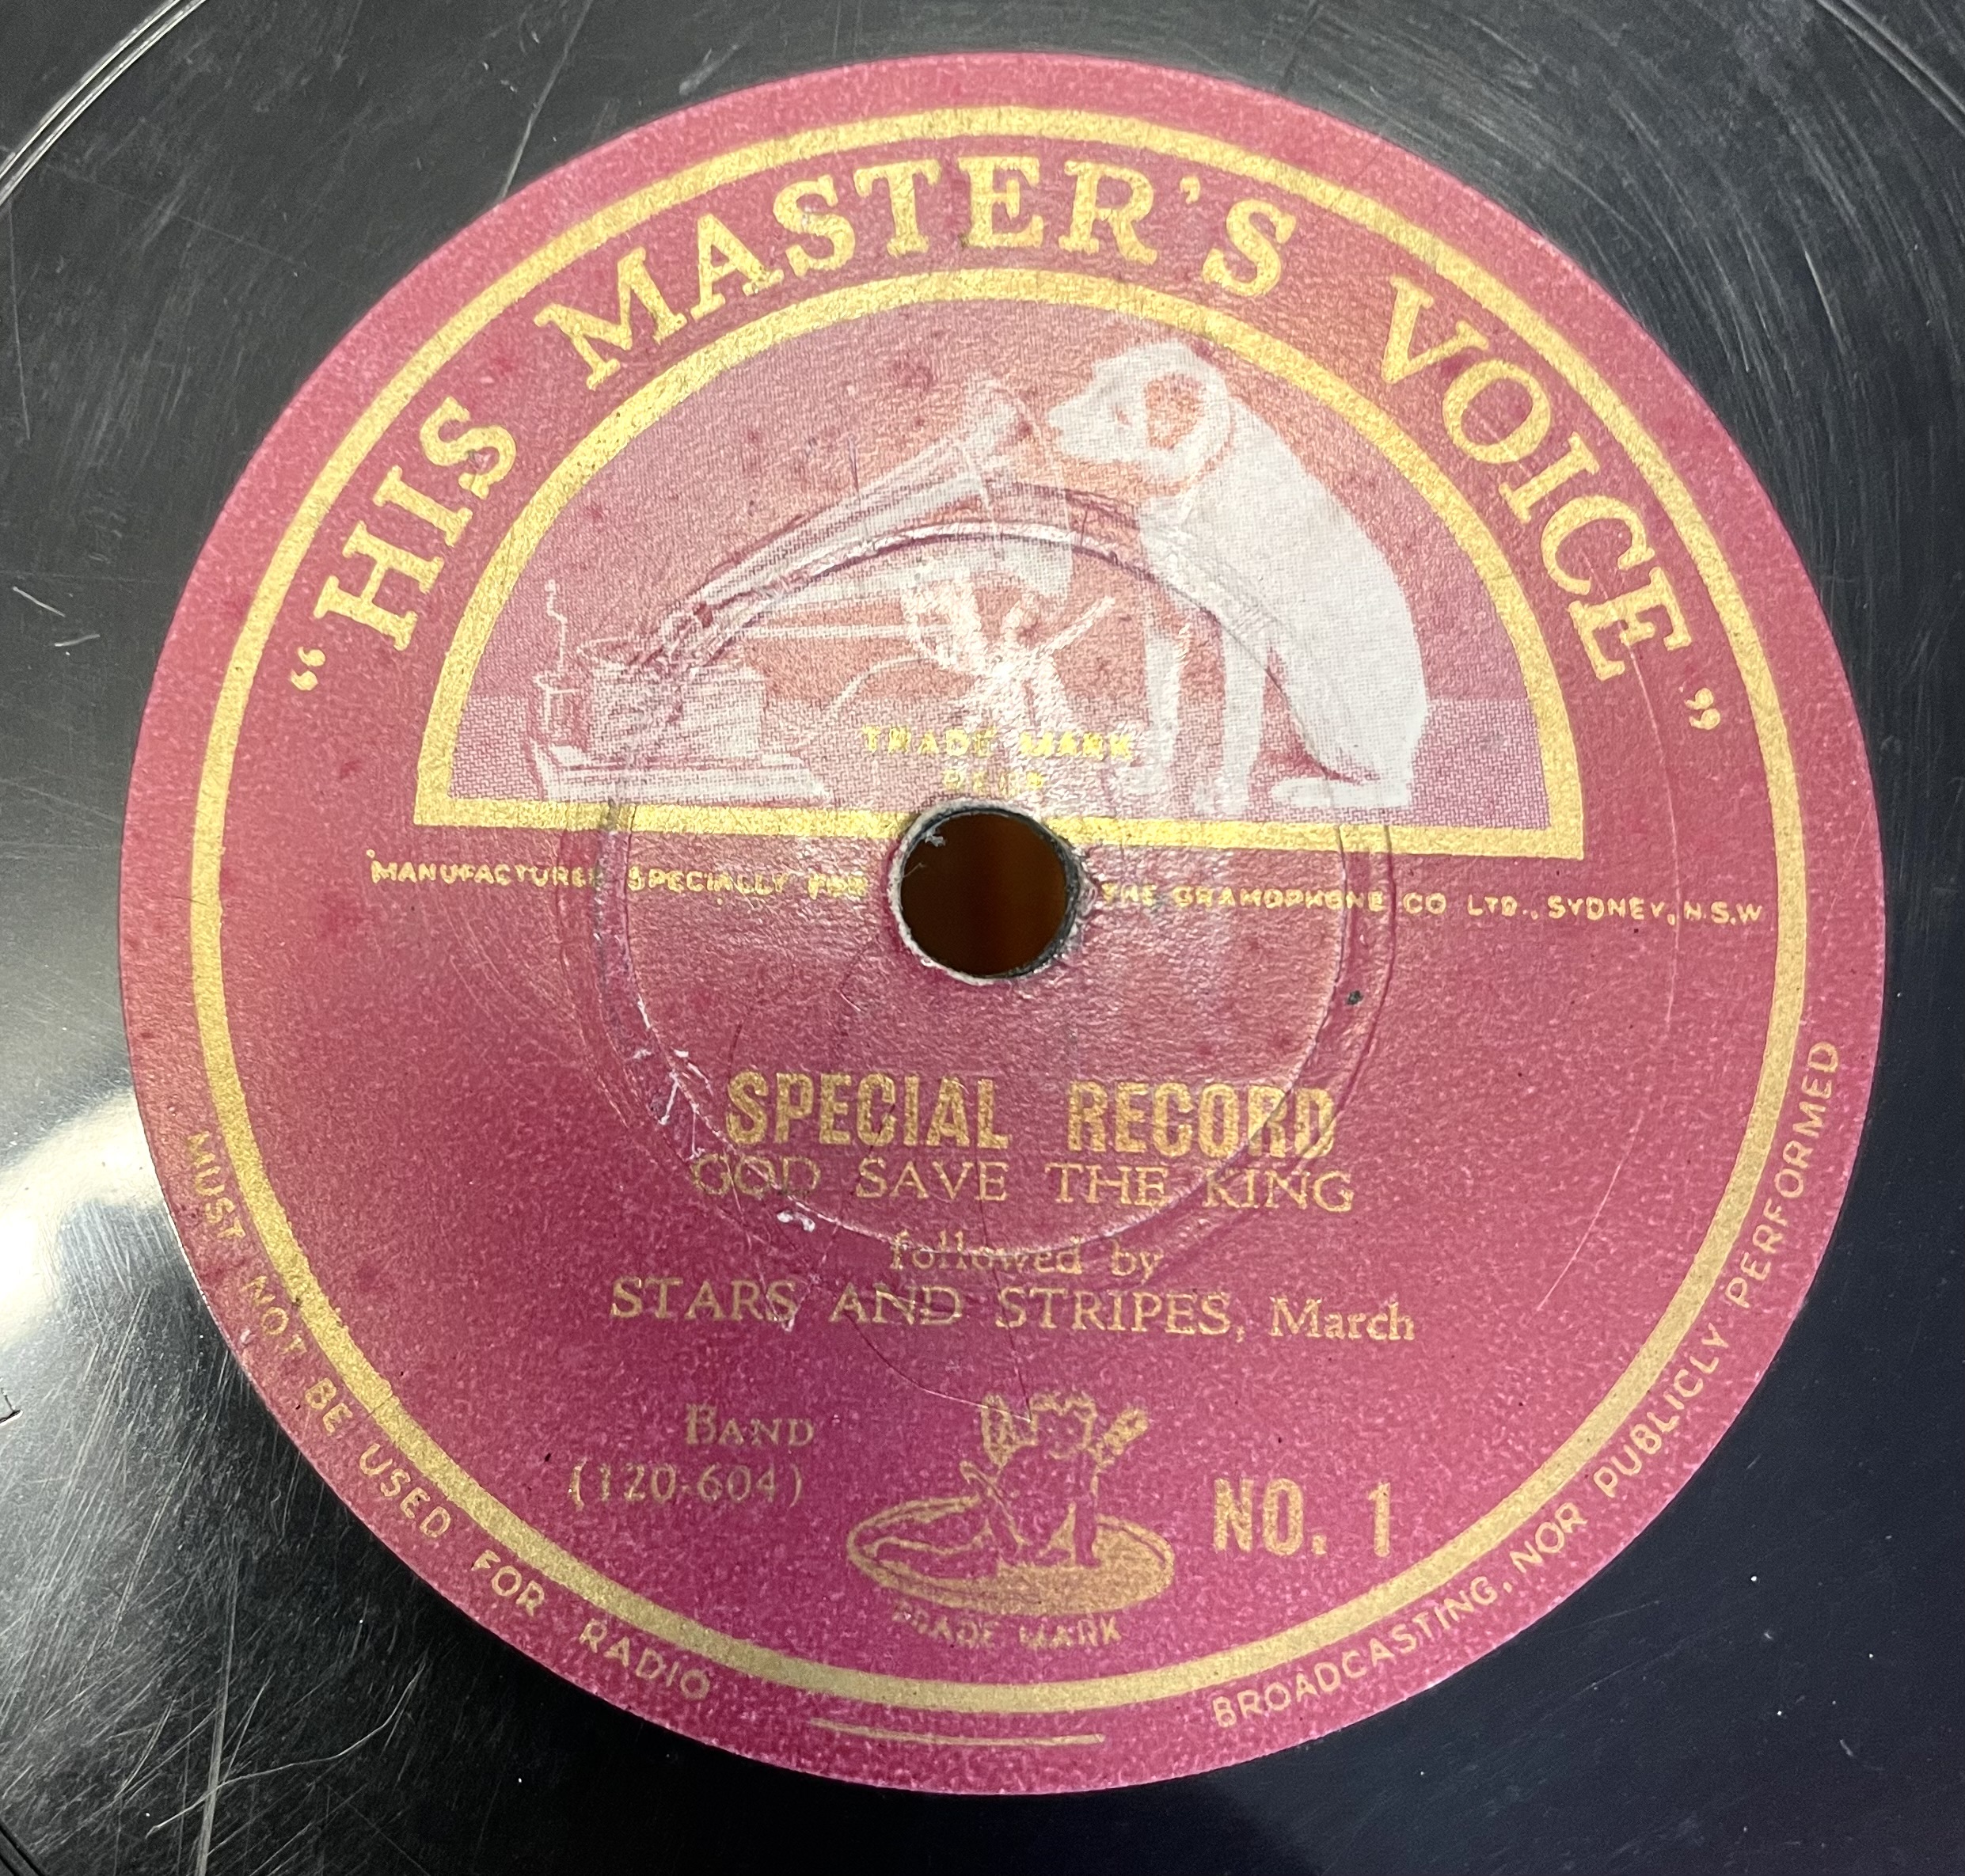 “HIS MASTER'S VOICE”
TRADE MARK
MANUFACTURED SPECIALLY FOR THE GRAMOPHONE CO LTD., SYDNEY, N.S.W
SPECIAL RECORD
GOD SAVE THE KING
followed by
STARS AND STRIPES, March
BAND
(120-604)
NO. 1
TRADE MARK
MUST NOT BE USED FOR RADIO BROADCASTING, NOR PUBLICLY PERFORMED